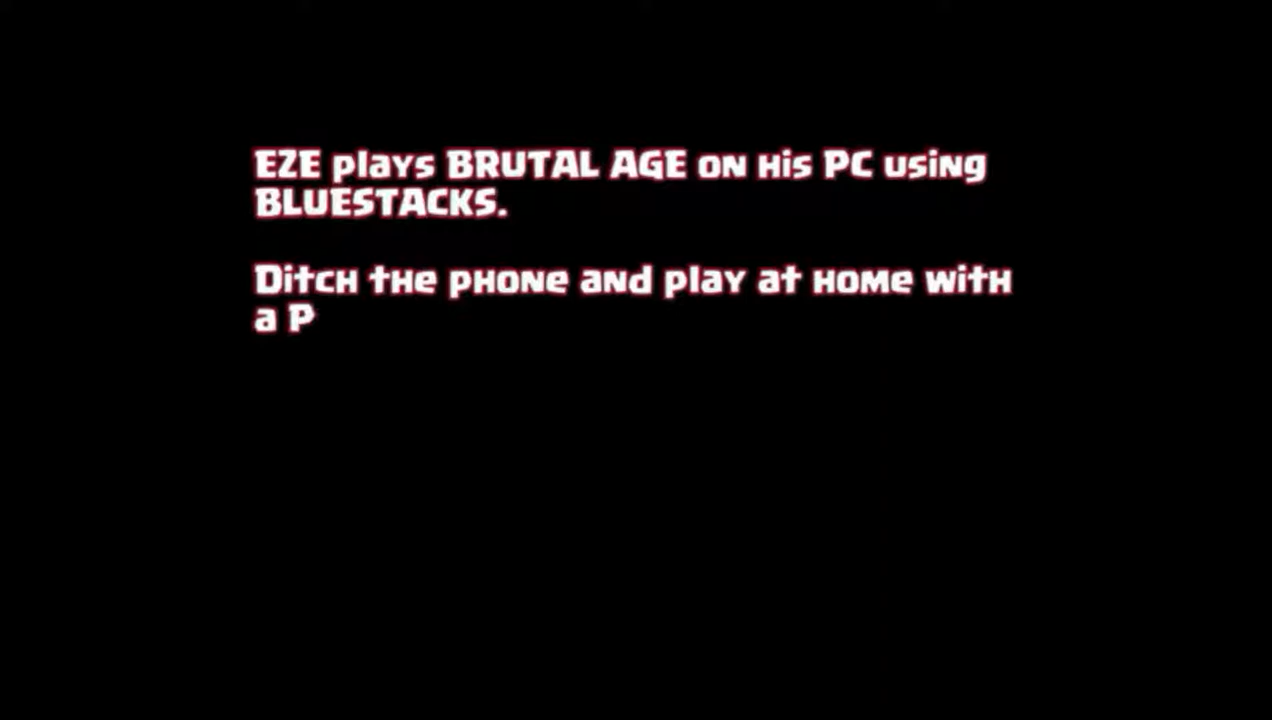 EZE plays BRUTAL AGE on his PC using
BLUESTACKS.
Ditch the phone and play at home with
a P